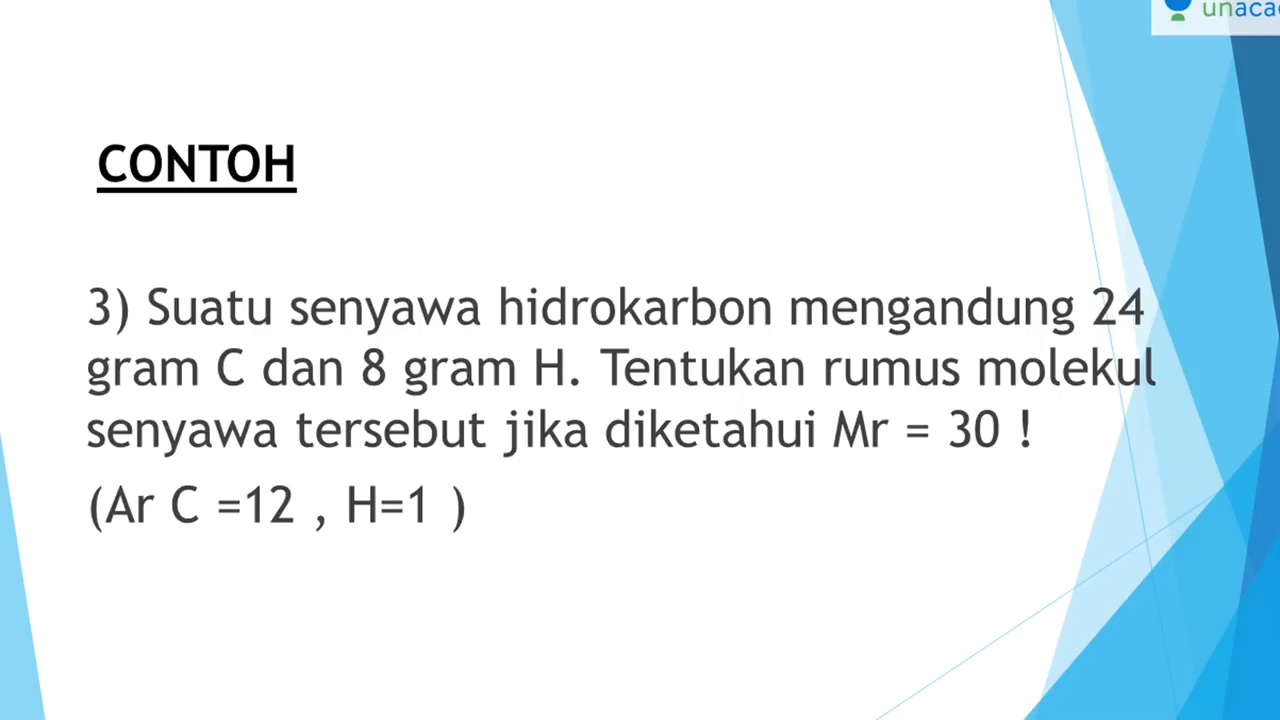 unaca
CONTOH
3) Suatu senyawa hidrokarbon mengandung 24
gram C dan 8 gram H. Tentukan rumus molekul
senyawa tersebut jika diketahui Mr = 30 !
(Ar C =12 , H=1 )